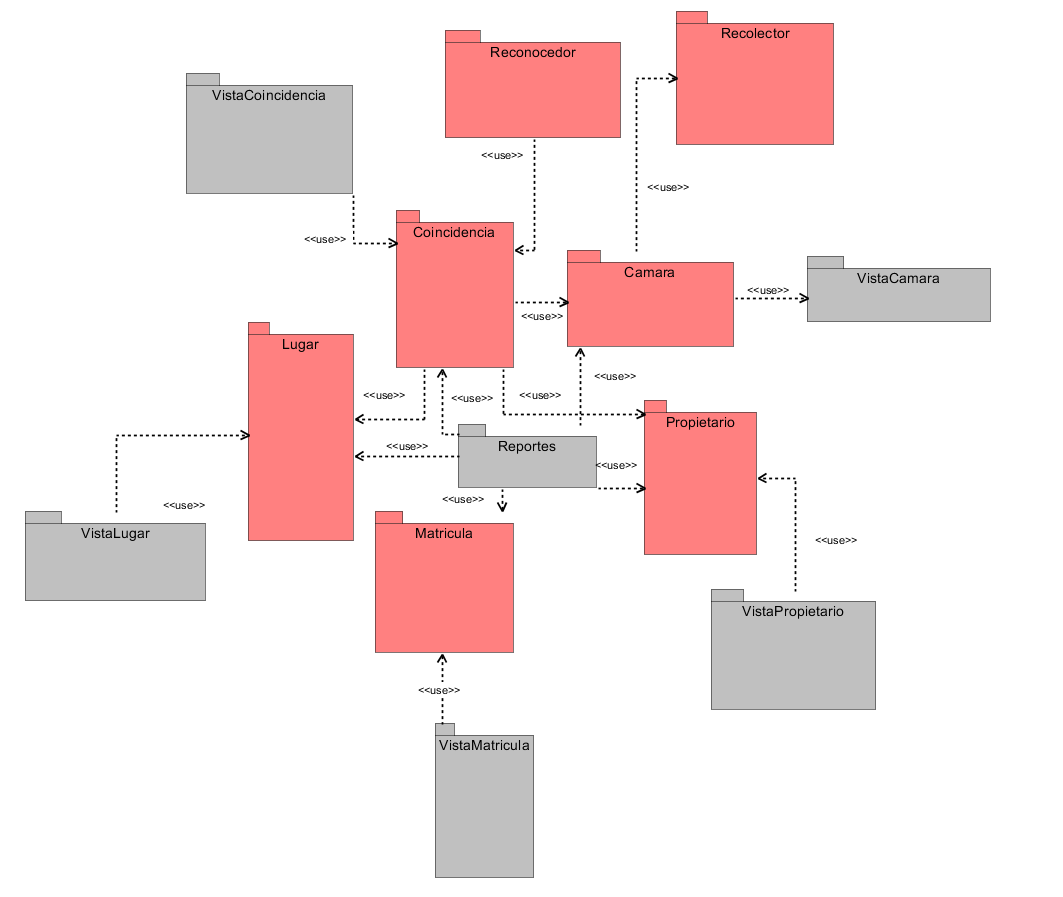 Recolector
Reconocedor
VistaCoincidencia
<<use>>
<<use>>
Coincidencia
<<use>>
Camara
VistaCamara
<<use>>
<<use>>
Lugar
<<use>>
<<use>>
<<use>>
<<use>>
Propietario
<<use>>
Reportes
<<use>>
<<use>>
<<use>>
VistaLugar
Matricula
<<use>>
VistaPropietario
<<use>>
VistaMatricula